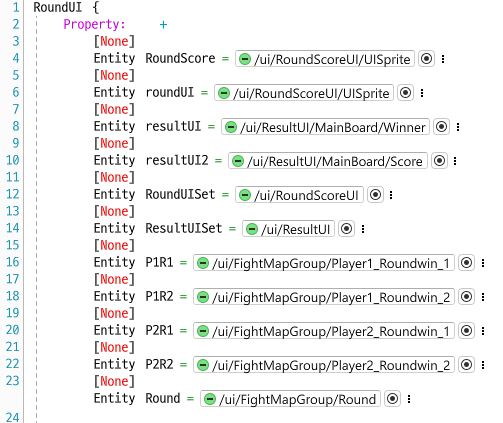 1 RoundUI {
2 Property: +
3 [None]
4 Entity RoundScore = /ui/RoundScoreUI/UISprite
5 [None]
6 Entity roundUI = /ui/RoundScoreUI/UISprite
7 [None]
8 Entity resultUI = /ui/ResultUI/MainBoard/Winner
9 [None]
10 Entity resultUI2 = /ui/ResultUI/MainBoard/Score
11 [None]
12 Entity RoundUISet = /ui/RoundScoreUI
13 [None]
14 Entity ResultUISet = /ui/ResultUI
15 [None]
16 Entity P1R1 = /ui/FightMapGroup/Player1_Roundwin_1
17 [None]
18 Entity P1R2 = /ui/FightMapGroup/Player1_Roundwin_2
19 [None]
20 Entity P2R1 = /ui/FightMapGroup/Player2_Roundwin_1
21 [None]
22 Entity P2R2 = /ui/FightMapGroup/Player2_Roundwin_2
23 [None]
Entity Round = /ui/FightMapGroup/Round
24